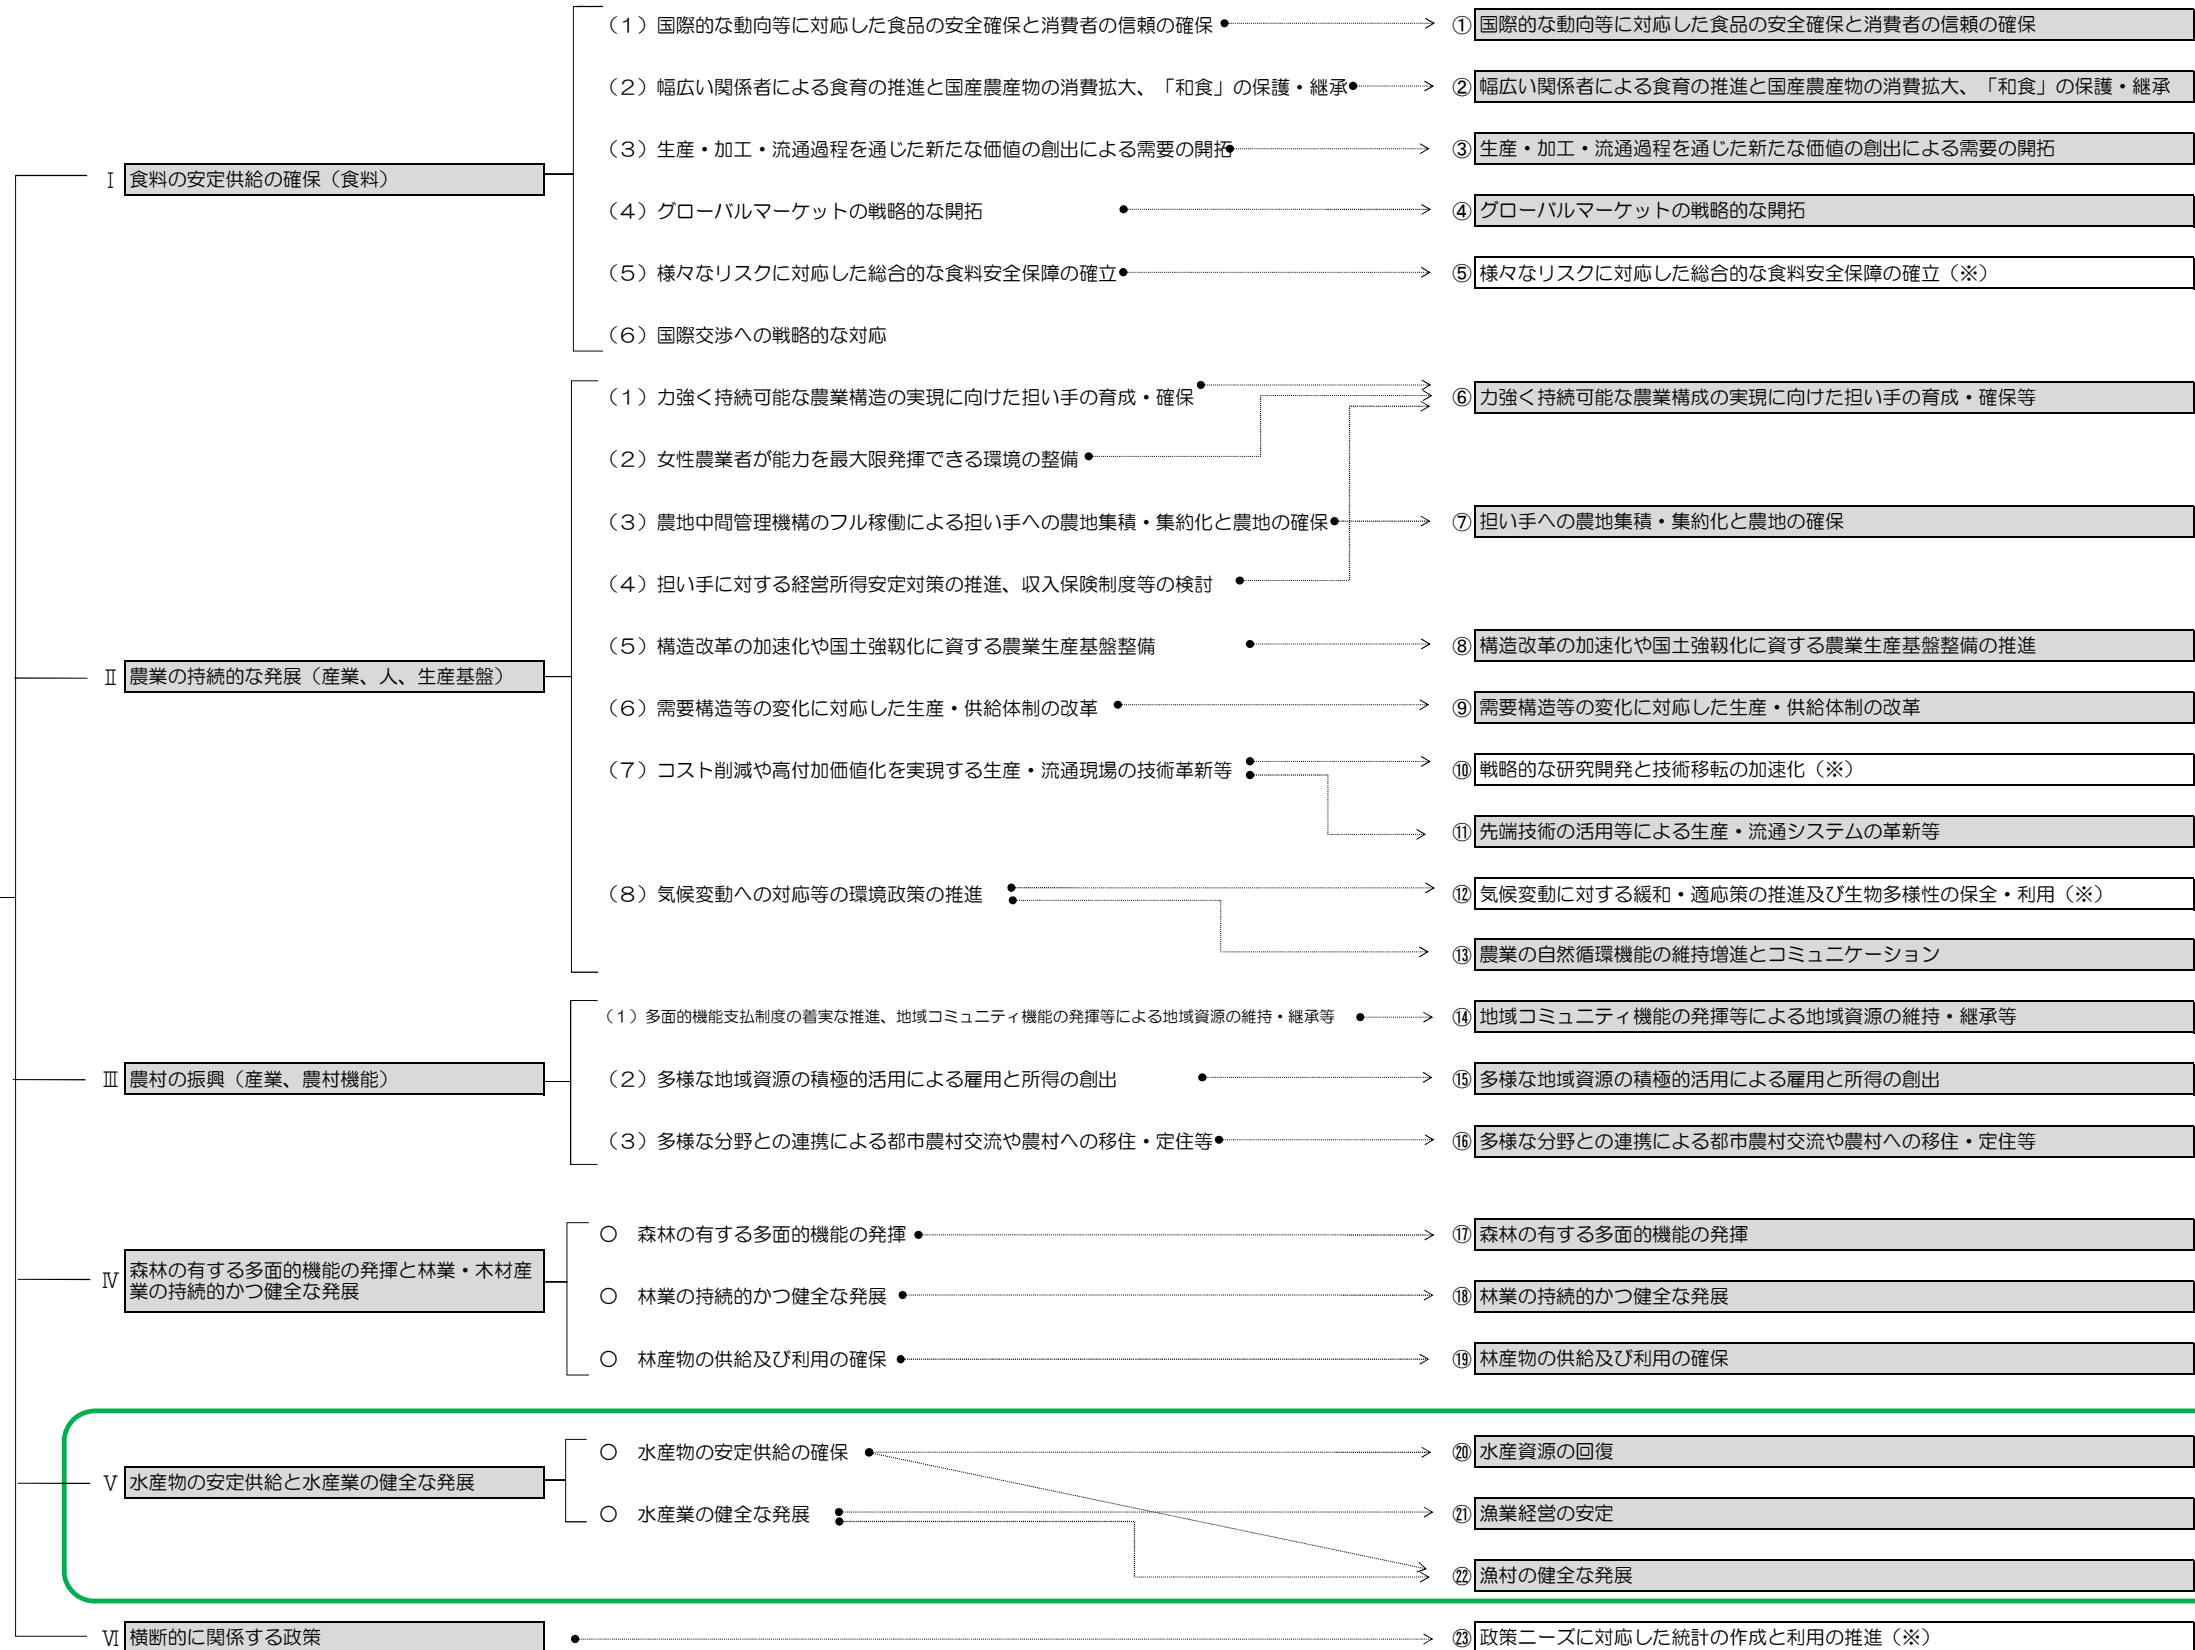 Ⅰ 食料の安定供給の確保(食料)
(1)国際的な動向等に対応した食品の安全確保と消費者の信頼の確保
① 国際的な動向等に対応した食品の安全確保と消費者の信頼の確保
(2)幅広い関係者による食育の推進と国産農産物の消費拡大、「和食」の保護・継承
② 幅広い関係者による食育の推進と国産農産物の消費拡大、「和食」の保護・継承
(3)生産・加工・流通過程を通じた新たな価値の創出による需要の開拓
③ 生産・加工・流通過程を通じた新たな価値の創出による需要の開拓
(4)グローバルマーケットの戦略的な開拓
④ グローバルマーケットの戦略的な開拓
(5)様々なリスクに対応した総合的な食料安全保障の確立
⑤ 様々なリスクに対応した総合的な食料安全保障の確立(※)
(6)国際交渉への戦略的な対応
Ⅱ 農業の持続的な発展(産業、人、生産基盤)
(1)力強く持続可能な農業構造の実現に向けた担い手の育成・確保
⑥ 力強く持続可能な農業構成の実現に向けた担い手の育成・確保等
(2)女性農業者が能力を最大限発揮できる環境の整備
(3)農地中間管理機構のフル稼働による担い手への農地集積・集約化と農地の確保
⑦ 担い手への農地集積・集約化と農地の確保
(4)担い手に対する経営所得安定対策の推進、収入保険制度等の検討
(5)構造改革の加速化や国土強靱化に資する農業生産基盤整備
⑧ 構造改革の加速化や国土強靱化に資する農業生産基盤整備の推進
(6)需要構造等の変化に対応した生産・供給体制の改革
⑨ 需要構造等の変化に対応した生産・供給体制の改革
(7)コスト削減や高付加価値化を実現する生産・流通現場の技術革新等
⑩ 戦略的な研究開発と技術移転の加速化(※)
⑪ 先端技術の活用等による生産・流通システムの革新等
(8)気候変動への対応等の環境政策の推進
⑫ 気候変動に対する緩和・適応策の推進及び生物多様性の保全・利用(※)
⑬ 農業の自然循環機能の維持増進とコミュニケーション
Ⅲ 農村の振興(産業、農村機能)
(1)多面的機能支払制度の着実な推進、地域コミュニティ機能の発揮等による地域資源の維持・継承等
⑭ 地域コミュニティ機能の発揮等による地域資源の維持・継承等
(2)多様な地域資源の積極的活用による雇用と所得の創出
⑮ 多様な地域資源の積極的活用による雇用と所得の創出
(3)多様な分野との連携による都市農村交流や農村への移住・定住等
⑯ 多様な分野との連携による都市農村交流や農村への移住・定住等
Ⅳ 森林の有する多面的機能の発揮と林業・木材産
業の持続的かつ健全な発展
○ 森林の有する多面的機能の発揮
⑰ 森林の有する多面的機能の発揮
○ 林業の持続的かつ健全な発展
⑱ 林業の持続的かつ健全な発展
○ 林産物の供給及び利用の確保
⑲ 林産物の供給及び利用の確保
Ⅴ 水産物の安定供給と水産業の健全な発展
○ 水産物の安定供給の確保
⑳ 水産資源の回復
○ 水産業の健全な発展
㉑ 漁業経営の安定
㉒ 漁村の健全な発展
Ⅵ 横断的に関係する政策
㉓ 政策ニーズに対応した統計の作成と利用の推進(※)